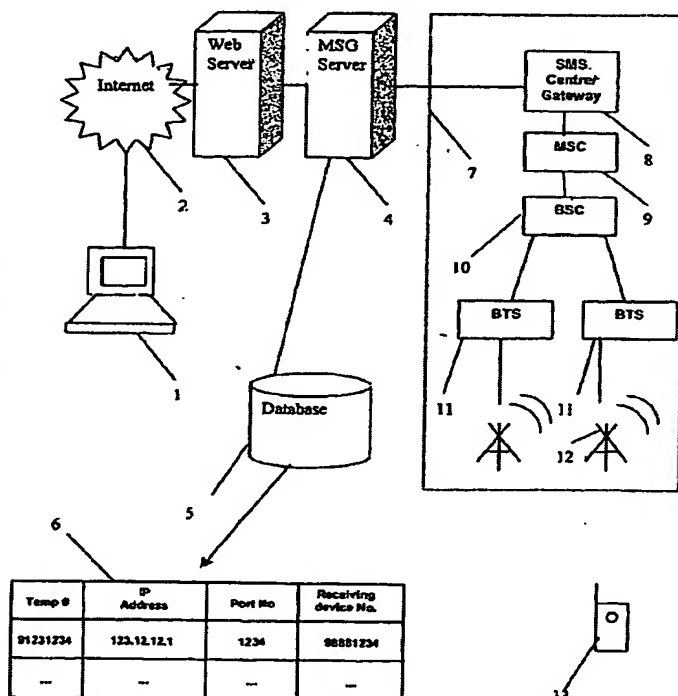 Web
Server
MSG
Server
Internet
SMS.
Center/
Gateway
MSC
BSC
BTS
BTS
Database
1
2
3
4
5
6
7
8
9
10
11
11
12
13
Temp # IP Address Port No Receiving device No.
91231234 123.12.12.1 1234 98881234
--- --- --- ---